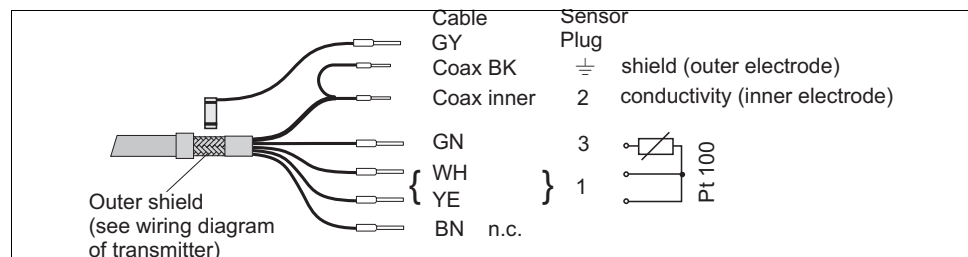 Cable Sensor
GY Plug
Coax BK ⏚ shield (outer electrode)
Coax inner 2 conductivity (inner electrode)
GN 3
{ WH
YE } 1
Pt 100
BN n.c.
Outer shield
(see wiring diagram
of transmitter)